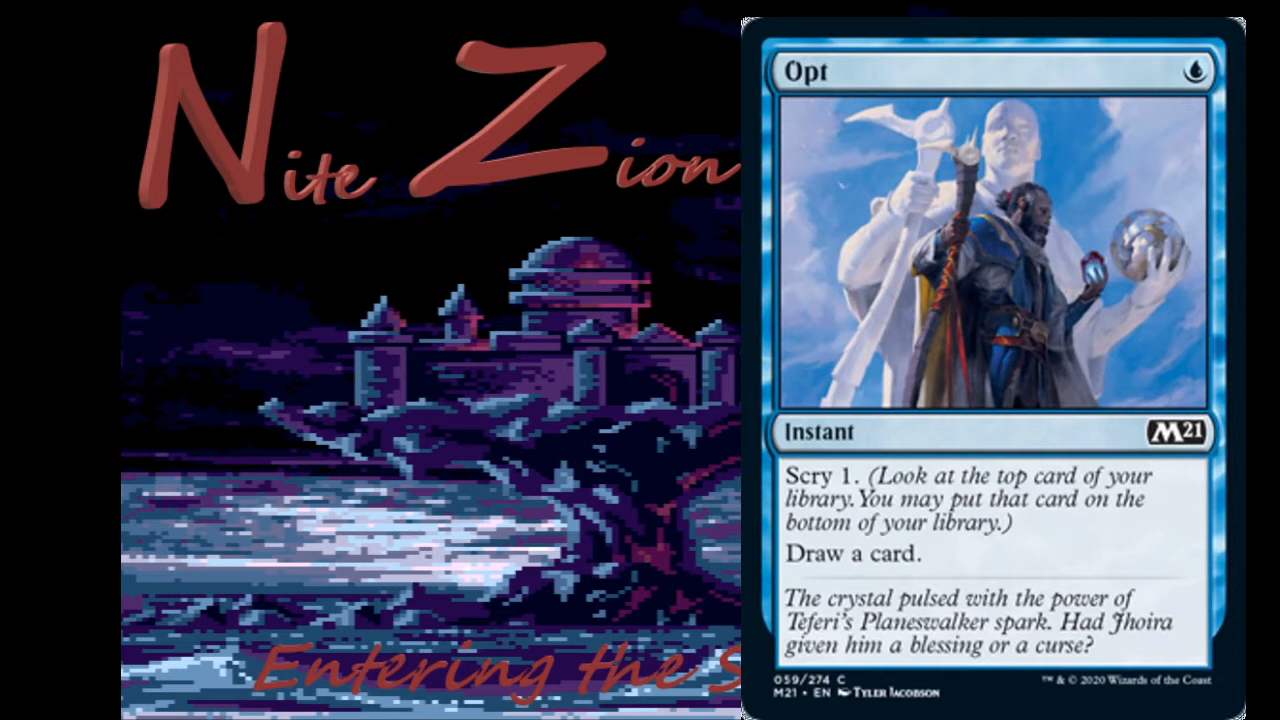 Nite Zion
Entering the S
Opt
Instant
M21
Scry 1. (Look at the top card of your
library. You may put that card on the
bottom of your library.)
Draw a card.
The crystal pulsed with the power of
Teferi's Planeswalker spark. Had Jhoira
given him a blessing or a curse?
059/274 C
M21 • EN Tyler Jacobson
™ & © 2020 Wizards of the Coast